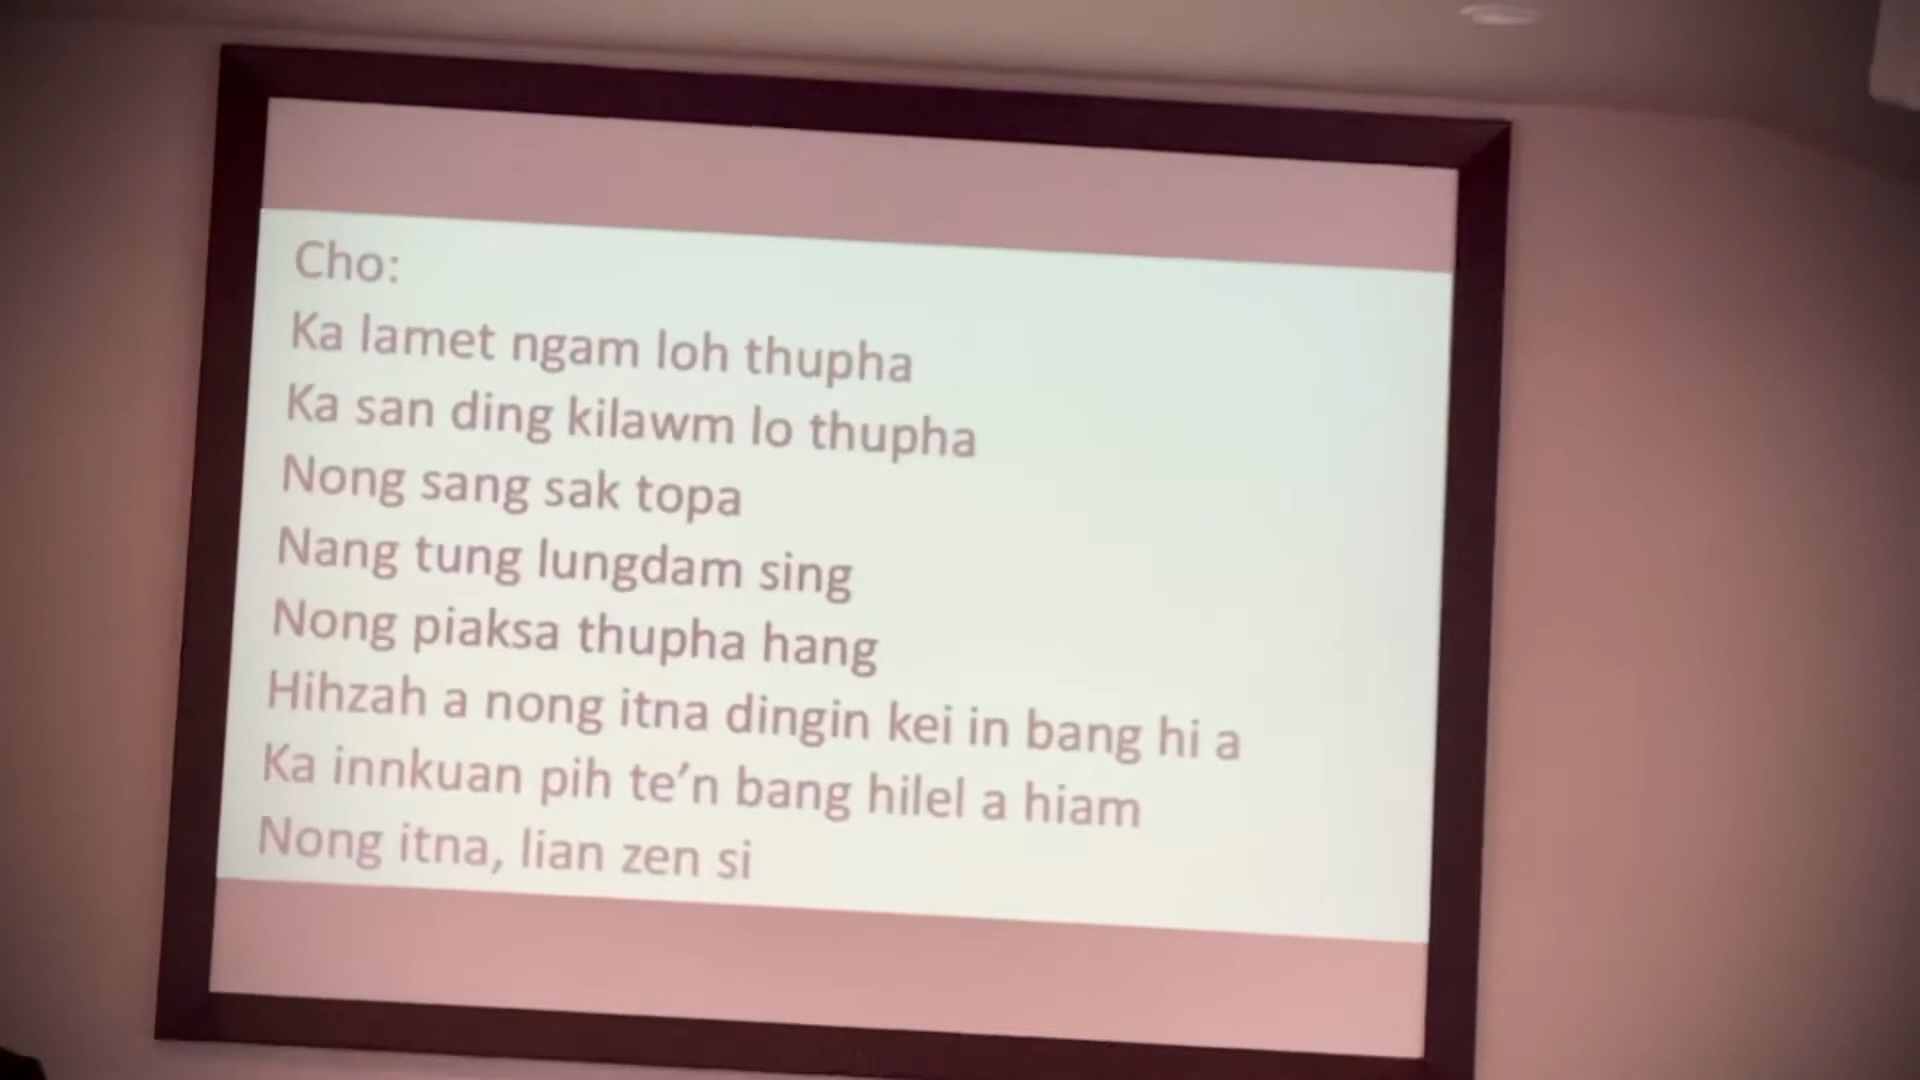 Cho:
Ka lamet ngam loh thupha
Ka san ding kilawm lo thupha
Nong sang sak topa
Nang tung lungdam sing
Nong piaksa thupha hang
Hihzah a nong itna dingin kei in bang hi a
Ka innkuan pih te’n bang hilel a hiam
Nong itna, lian zen si